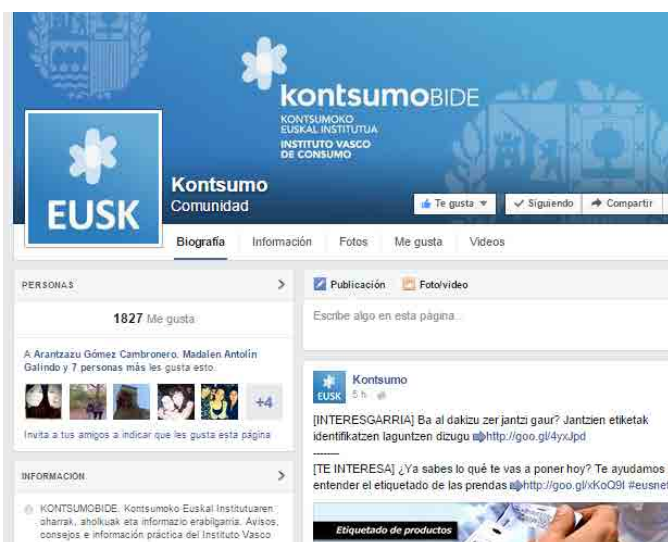 kontsumoBIDE
KONTSUMOKO
EUSKAL INSTITUTUA
INSTITUTO VASCO
DE CONSUMO
EUSK
Kontsumo
Comunidad
Te gusta
Siguiendo
Compartir
Biografía Información Fotos Me gusta Videos
PERSONAS
1827 Me gusta
A Arantzazu Gómez Cambronero, Madalen Antolín
Galindo y 7 personas más les gusta esto.
+4
Invita a tus amigos a indicar que les gusta esta página
INFORMACIÓN
KONTSUMOBIDE. Kontsumoko Euskal Institutuaren
oharrak, aholkuak eta informazio erabilgarria. Avisos,
consejos e información práctica del Instituto Vasco
Publicación Foto/video
Escribe algo en esta página...
EUSK
Kontsumo
5 h
[INTERESGARRIA] Ba al dakizu zer jantzi gaur? Jantzien etiketak
identifikatzen laguntzen dizugu http://goo.gl/4yxJpd
--------
[TE INTERESA] ¿Ya sabes lo qué te vas a poner hoy? Te ayudamos
entender el etiquetado de las prendas http://goo.gl/xKoQ9I #eusnet
Etiquetado de productos